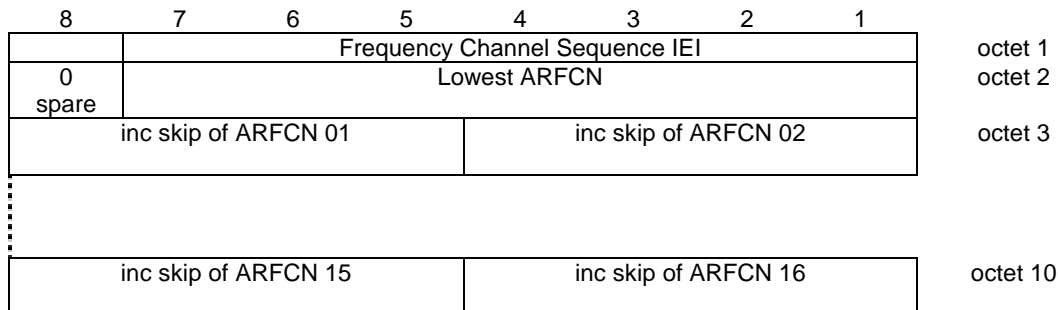 8 7 6 5 4 3 2 1
Frequency Channel Sequence IEI octet 1
0 Lowest ARFCN octet 2
spare
inc skip of ARFCN 01 inc skip of ARFCN 02 octet 3
inc skip of ARFCN 15 inc skip of ARFCN 16 octet 10